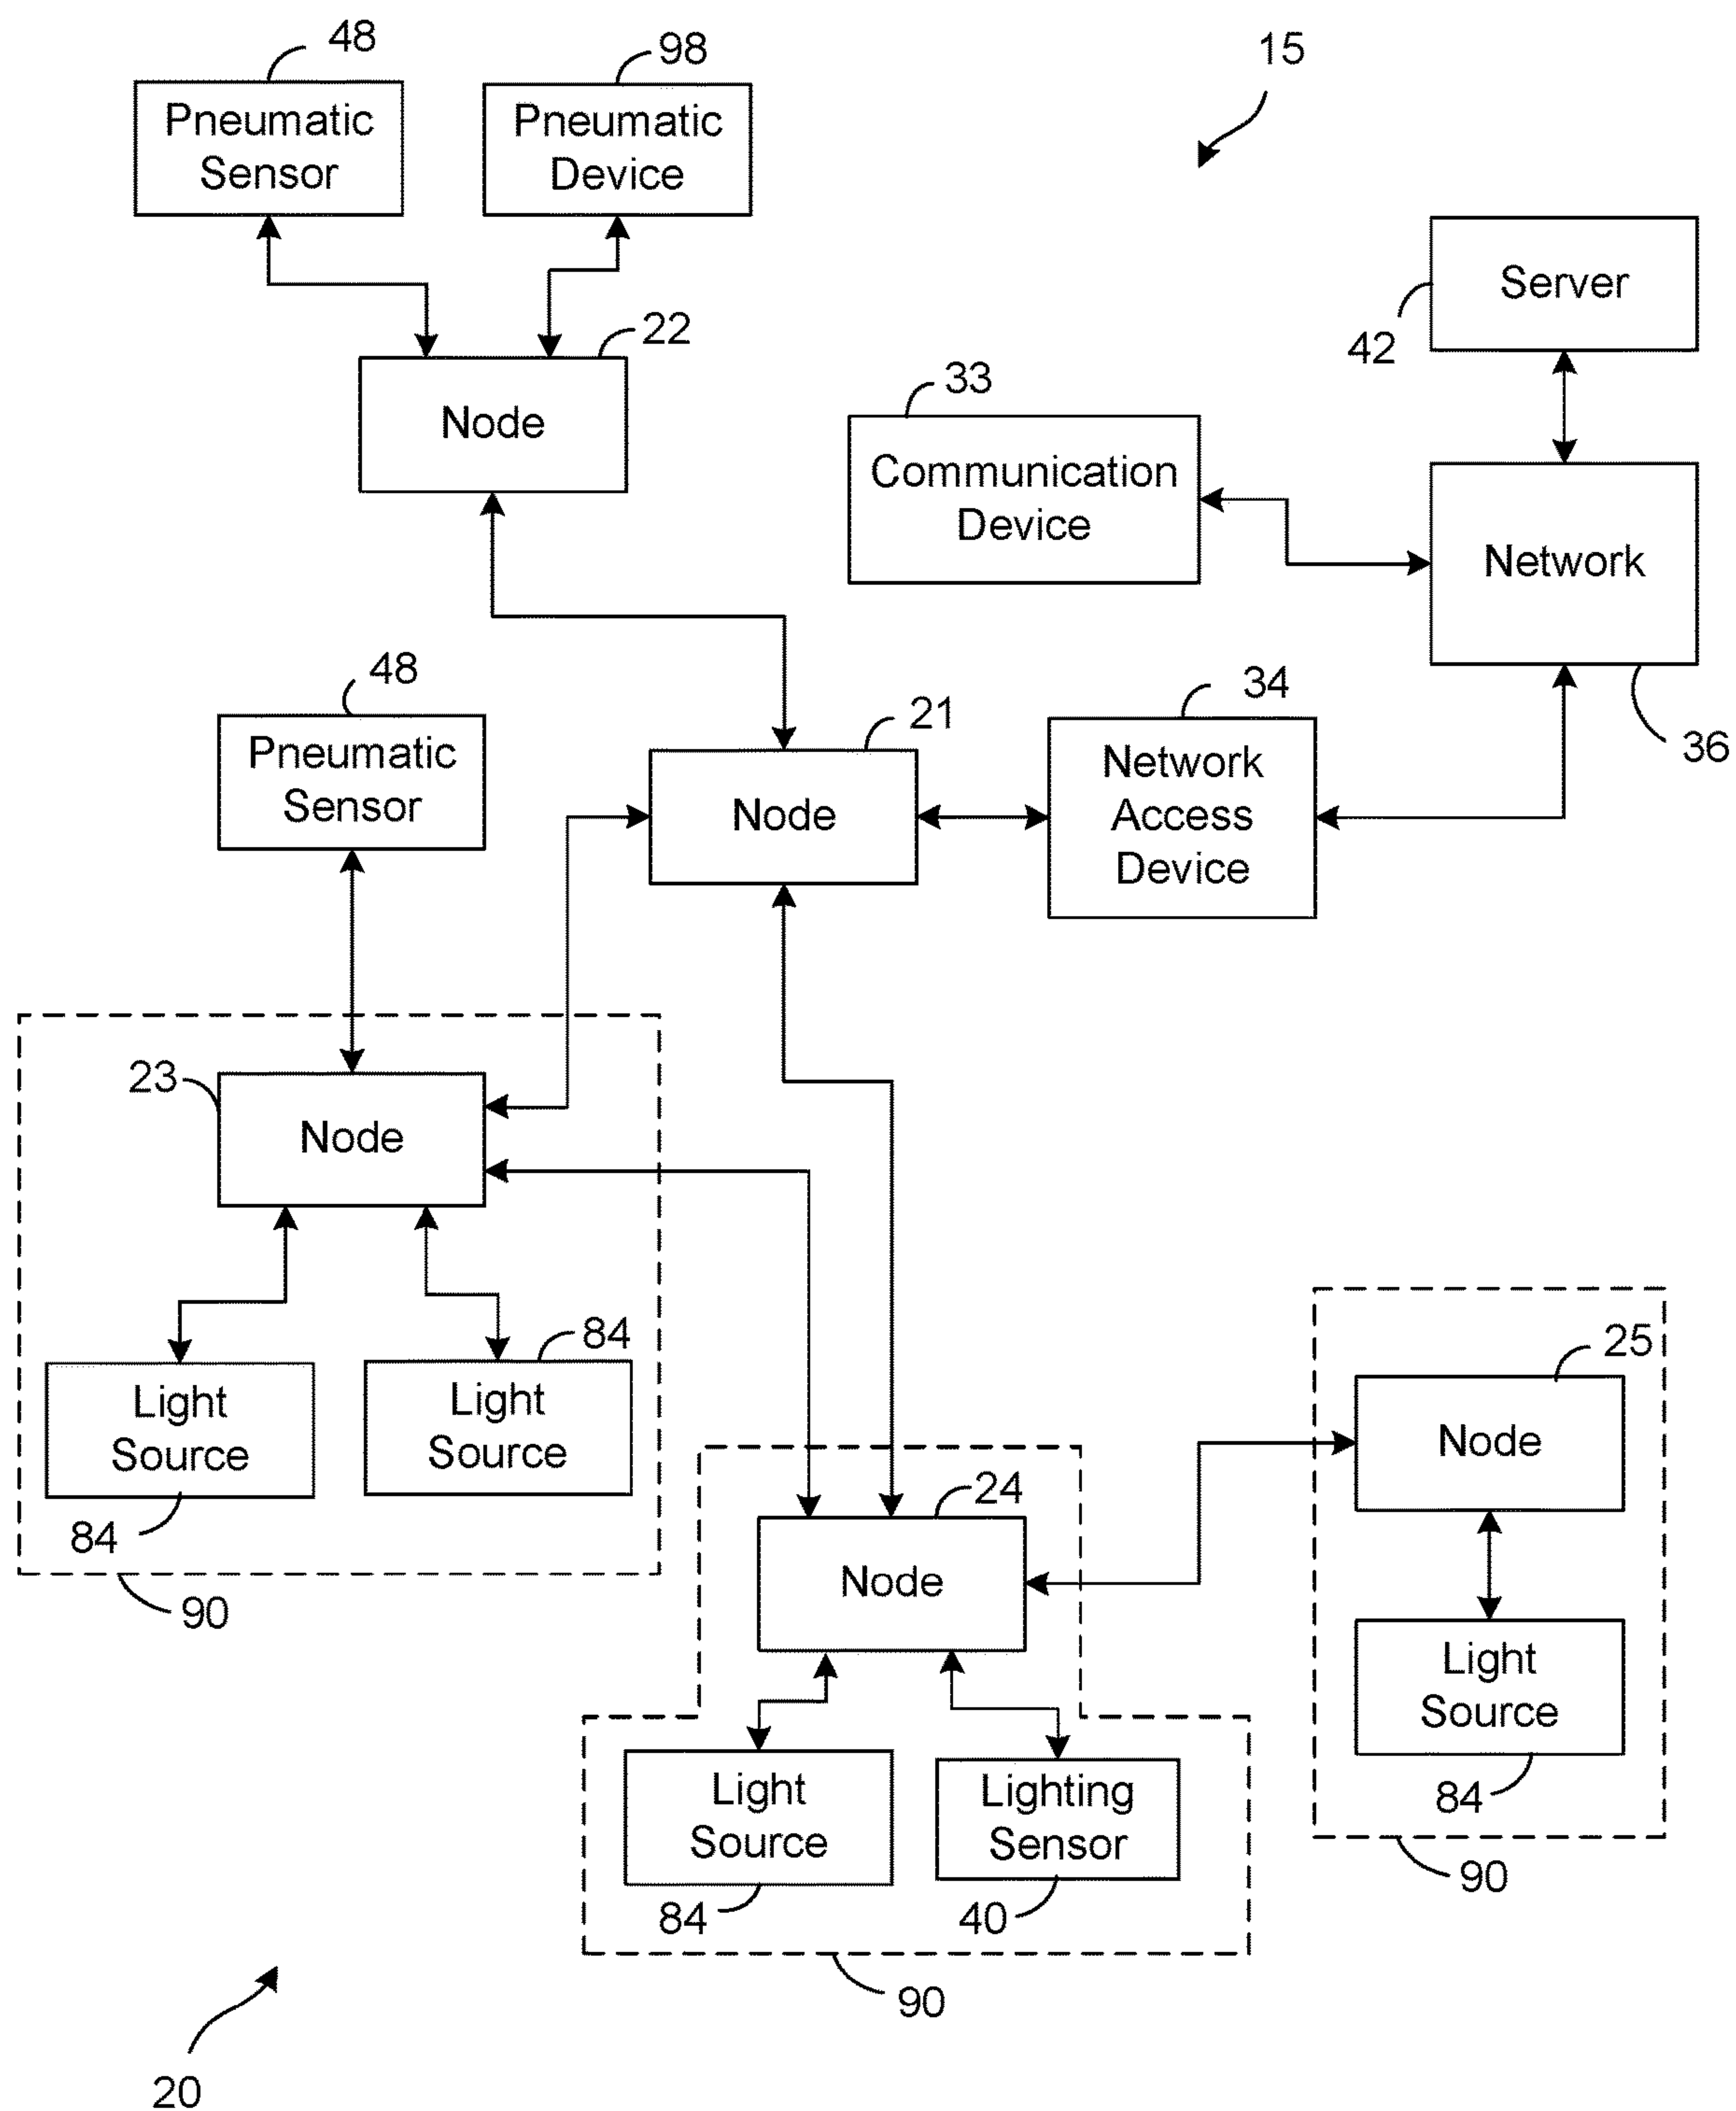 48
98
15
Pneumatic
Sensor
Pneumatic
Device
Server
42
22
Node
33
Communication
Device
Network
36
48
Pneumatic
Sensor
21
Node
34
Network
Access
Device
23
Node
84
Light
Source
Light
Source
84
90
25
Node
24
Node
Light
Source
84
90
Light
Source
84
Lighting
Sensor
40
90
20